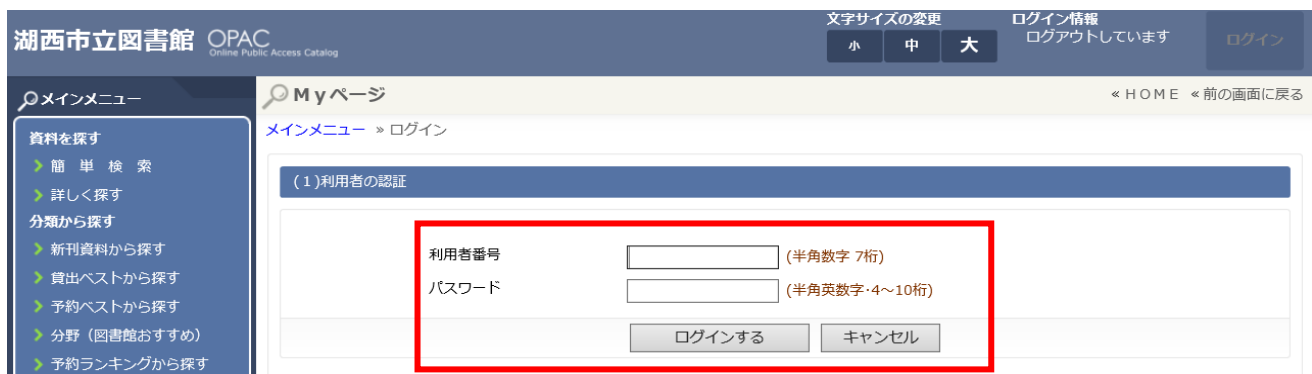 湖西市立図書館 OPAC
Online Public Access Catalog
文字サイズの変更
小 中 大
ログイン情報
ログアウトしています
ログイン
メインメニュー
資料を探す
簡 単 検 索
詳しく探す
分類から探す
新刊資料から探す
貸出ベストから探す
予約ベストから探す
分野（図書館おすすめ）
予約ランキングから探す
Myページ
«HOME «前の画面に戻る
メインメニュー » ログイン
(1)利用者の認証
利用者番号 (半角数字 7桁)
パスワード (半角英数字･4～10桁)
ログインする キャンセル